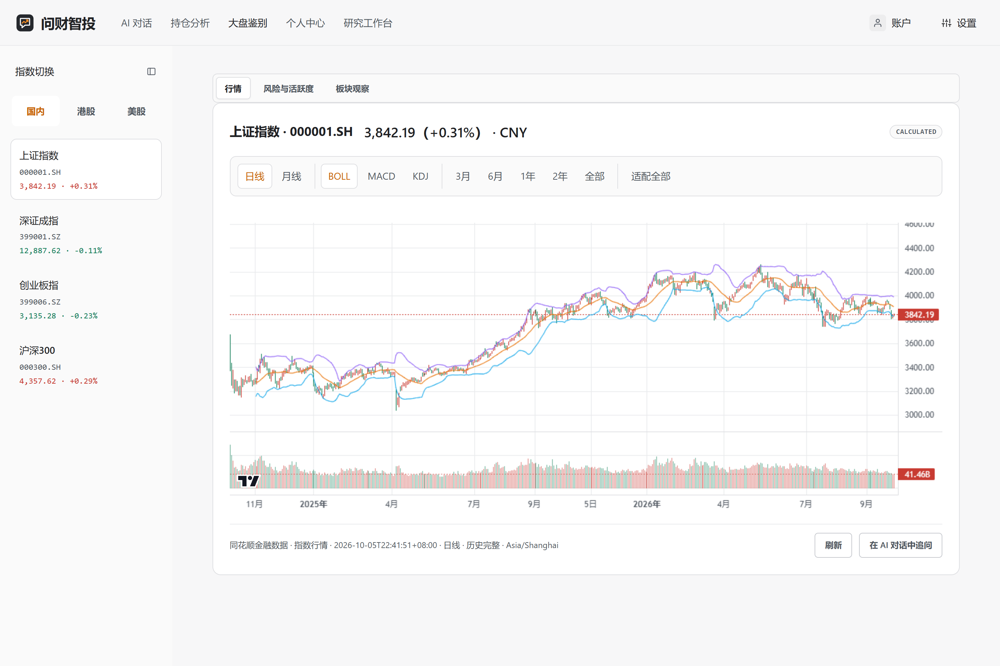 问财智投 AI 对话 持仓分析 大盘鉴别 个人中心 研究工作台 账户 设置
指数切换
国内 港股 美股
上证指数
000001.SH
3,842.19 · +0.31%
深证成指
399001.SZ
12,887.62 · -0.11%
创业板指
399006.SZ
3,135.28 · -0.23%
沪深300
000300.SH
4,357.62 · +0.29%
行情 风险与活跃度 板块观察
上证指数 · 000001.SH 3,842.19 (+0.31%) · CNY CALCULATED
日线 月线 BOLL MACD KDJ 3月 6月 1年 2年 全部 适配全部
4600.00
4400.00
4200.00
4000.00
3842.19
3800.00
3600.00
3400.00
3200.00
3000.00
41.46B
11月 2025年 4月 7月 9月 5日 2026年 4月 7月 9月
同花顺金融数据 · 指数行情 · 2026-10-05T22:41:51+08:00 · 日线 · 历史完整 · Asia/Shanghai 刷新 在 AI 对话中追问